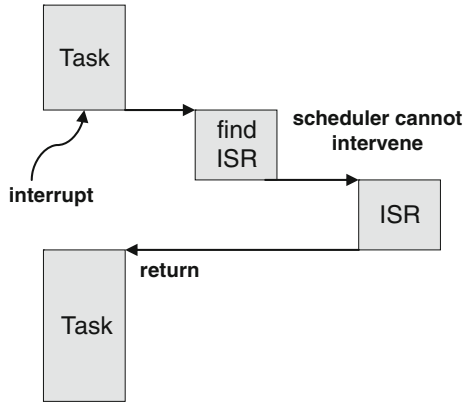 Task
find
ISR
scheduler cannot
intervene
interrupt
ISR
return
Task